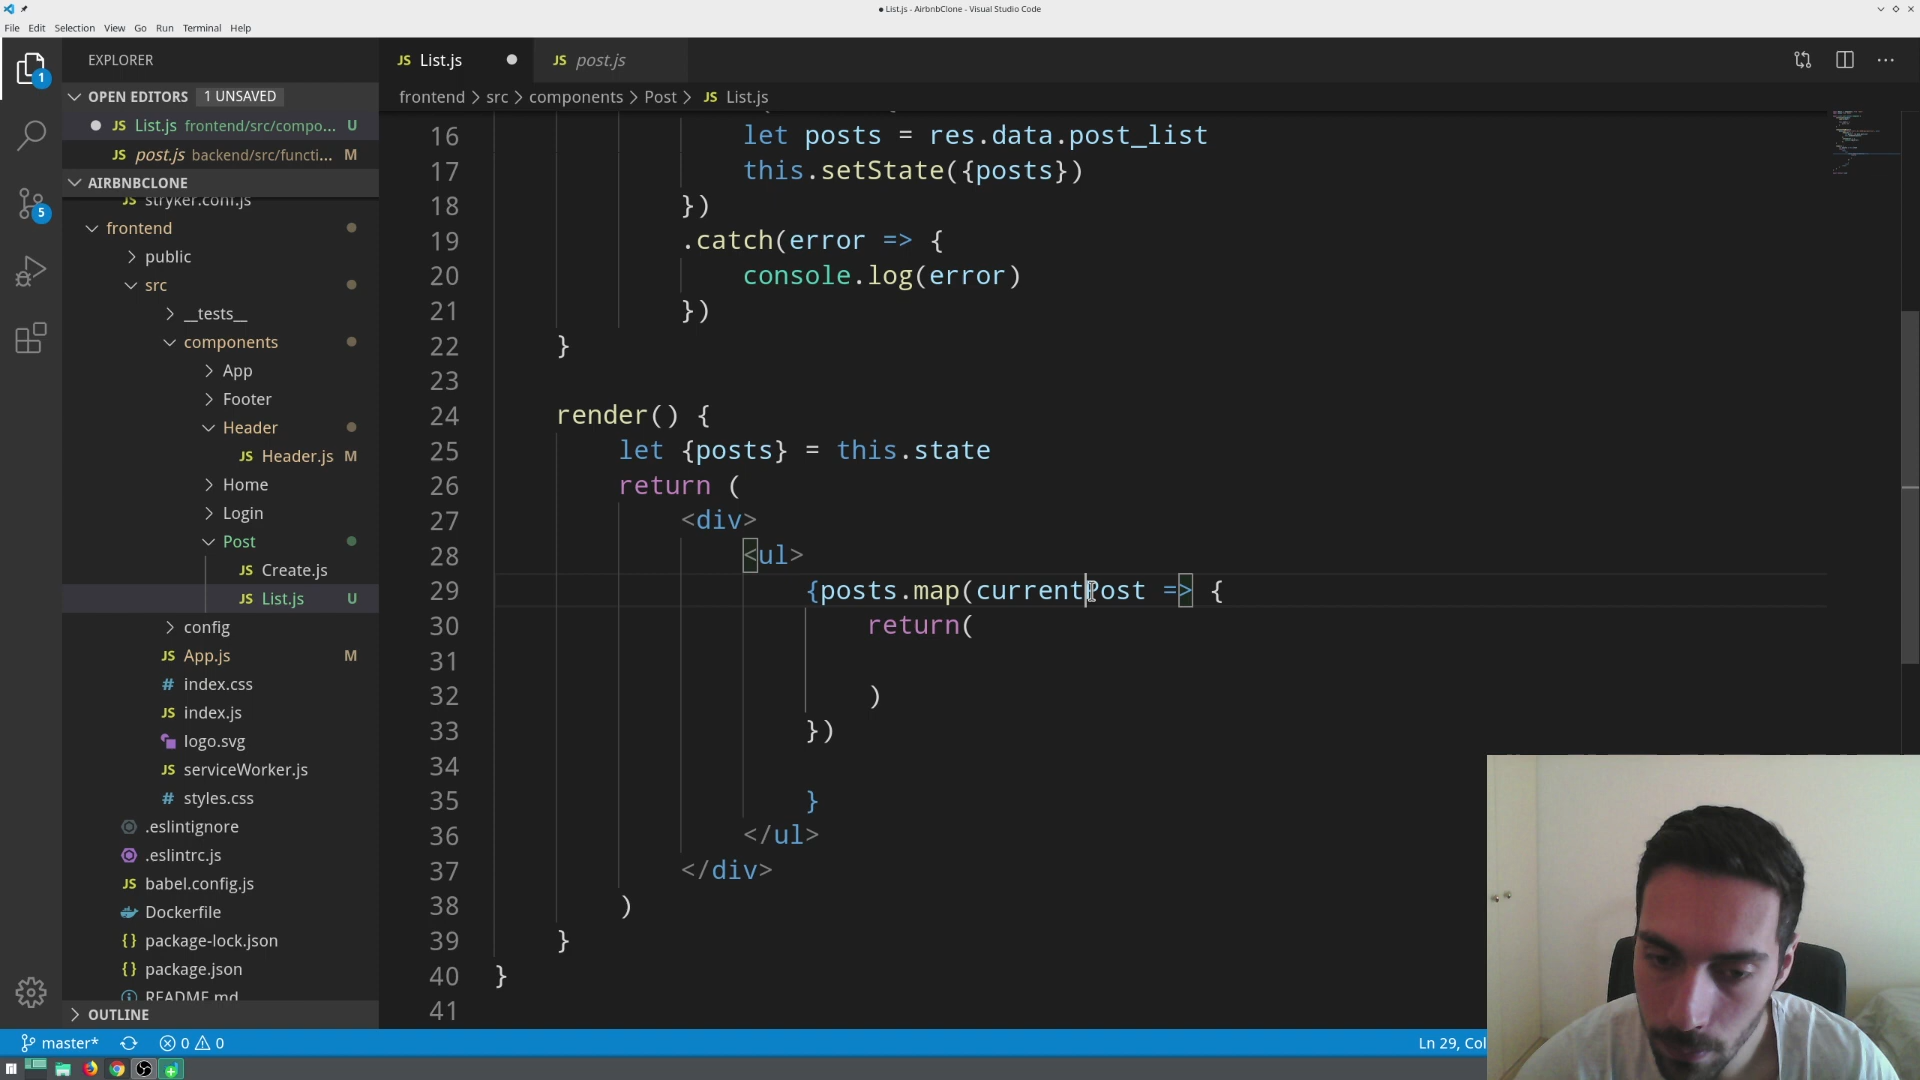 List.js - AirbnbClone - Visual Studio Code
File Edit Selection View Go Run Terminal Help
EXPLORER
OPEN EDITORS 1 UNSAVED
JS List.js frontend/src/compo... U
JS post.js backend/src/functi... M
AIRBNBCLONE
JS stryker.conf.js
frontend
public
src
__tests__
components
App
Footer
Header
JS Header.js M
Home
Login
Post
JS Create.js
JS List.js U
config
JS App.js M
# index.css
JS index.js
logo.svg
JS serviceWorker.js
# styles.css
.eslintignore
.eslintrc.js
babel.config.js
Dockerfile
{} package-lock.json
{} package.json
README.md
OUTLINE
1
5
JS List.js
JS post.js
frontend > src > components > Post > JS List.js
16 let posts = res.data.post_list
17 this.setState({posts})
18 })
19 .catch(error => {
20 console.log(error)
21 })
22 }
23
24 render() {
25 let {posts} = this.state
26 return (
27 <div>
28 <ul>
29 {posts.map(currentPost => {
30 return(
31
32 )
33 })
34
35 }
36 </ul>
37 </div>
38 )
39 }
40 }
41
master* 0 0
Ln 29, Col